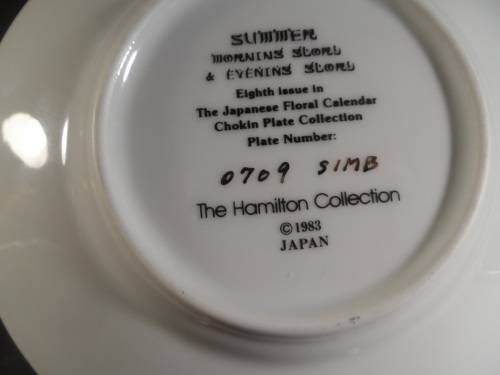 SUMMER
MORNING GLORY
& EVENING GLORY
Eighth issue in
The Japanese Floral Calendar
Chokin Plate Collection
Plate Number:
0709 SIMB
The Hamilton Collection
© 1983
JAPAN